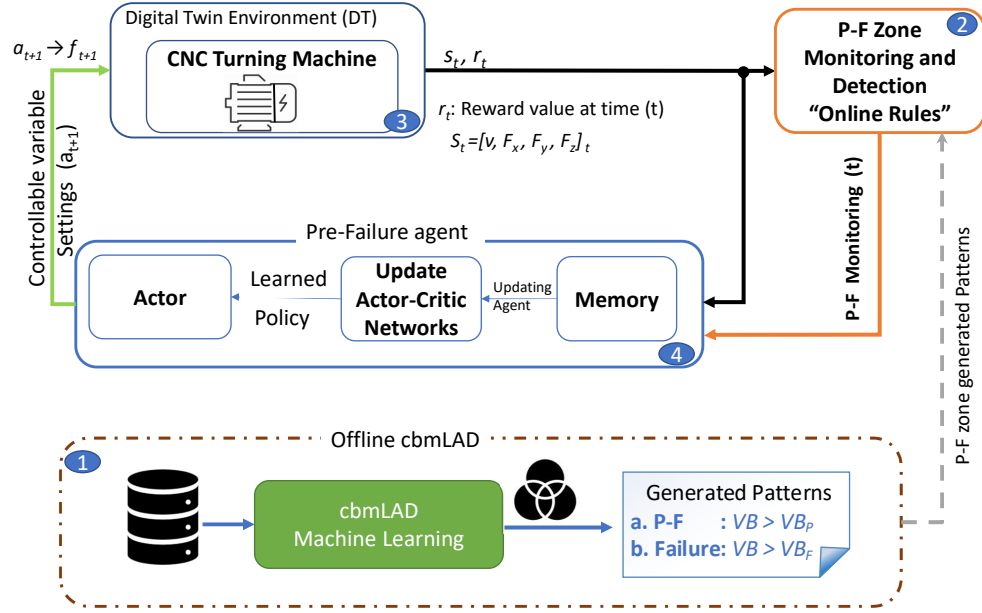 Digital Twin Environment (DT)
CNC Turning Machine
3
a_{t+1} → f_{t+1}
Controllable variable
Settings (a_{t+1})
s_t, r_t
r_t: Reward value at time (t)
S_t=[v, F_x, F_y, F_z]_t
2
P-F Zone
Monitoring and
Detection
“Online Rules”
P-F Monitoring (t)
P-F zone generated Patterns
Pre-Failure agent
Actor
Learned
Policy
Update
Actor-Critic
Networks
Updating
Agent
Memory
4
Offline cbmLAD
1
cbmLAD
Machine Learning
Generated Patterns
a. P-F : VB > VB_P
b. Failure: VB > VB_F